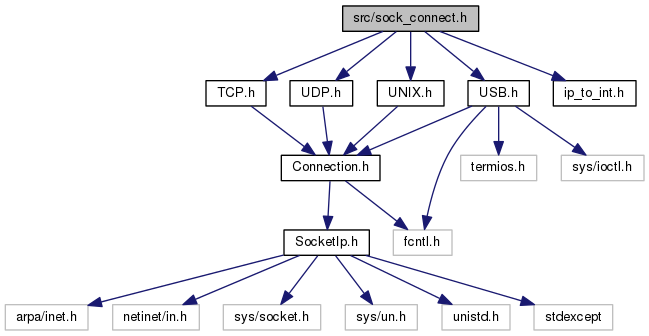 src/sock_connect.h
TCP.h
UDP.h
UNIX.h
USB.h
ip_to_int.h
Connection.h
termios.h
sys/ioctl.h
SocketIp.h
fcntl.h
arpa/inet.h
netinet/in.h
sys/socket.h
sys/un.h
unistd.h
stdexcept